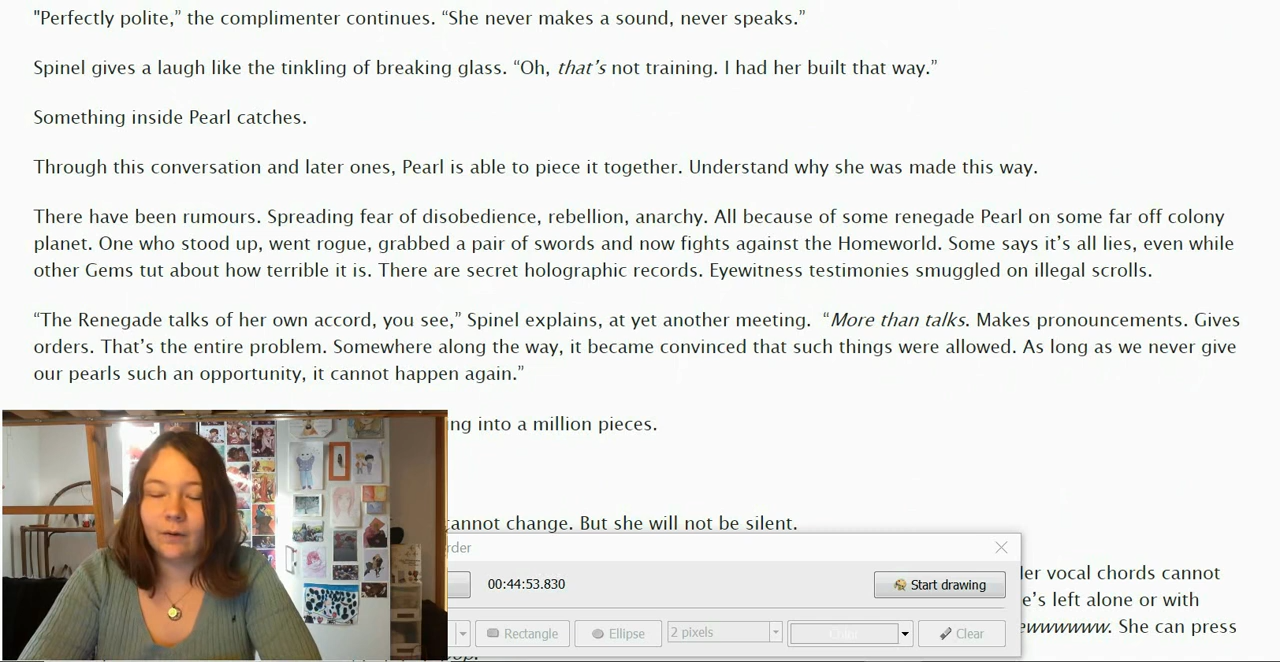 "Perfectly polite,” the complimenter continues. “She never makes a sound, never speaks.”
Spinel gives a laugh like the tinkling of breaking glass. “Oh, that’s not training. I had her built that way.”
Something inside Pearl catches.
Through this conversation and later ones, Pearl is able to piece it together. Understand why she was made this way.
There have been rumours. Spreading fear of disobedience, rebellion, anarchy. All because of some renegade Pearl on some far off colony
planet. One who stood up, went rogue, grabbed a pair of swords and now fights against the Homeworld. Some says it’s all lies, even while
other Gems tut about how terrible it is. There are secret holographic records. Eyewitness testimonies smuggled on illegal scrolls.
“The Renegade talks of her own accord, you see,” Spinel explains, at yet another meeting.  “More than talks. Makes pronouncements. Gives
orders. That’s the entire problem. Somewhere along the way, it became convinced that such things were allowed. As long as we never give
our pearls such an opportunity, it cannot happen again.”
ing into a million pieces.
cannot change. But she will not be silent.
order
00:44:53.830
Start drawing
er vocal chords cannot
e’s left alone or with
Rectangle
Ellipse
2 pixels
Color
Clear
ewwwwww. She can press
pop.